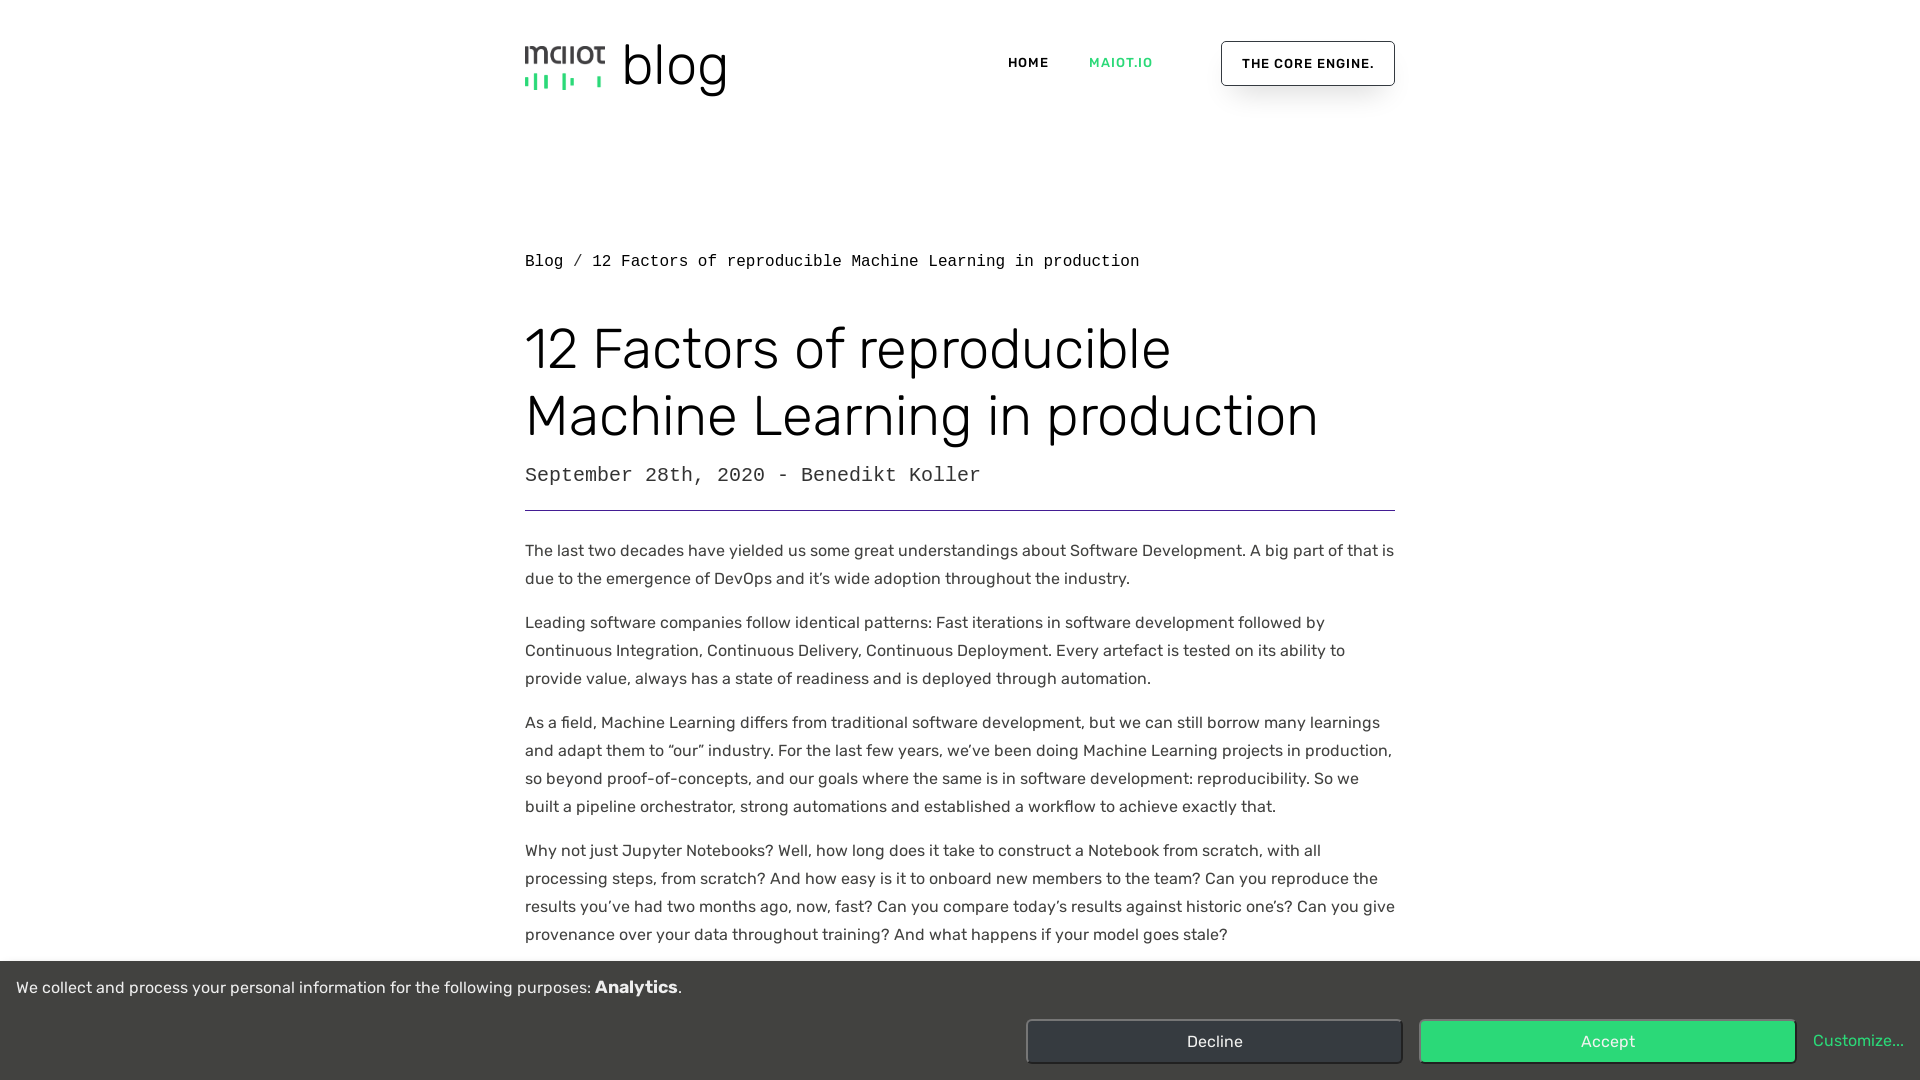 maiot blog
HOME
MAIOT.IO
THE CORE ENGINE.
Blog / 12 Factors of reproducible Machine Learning in production
12 Factors of reproducible
Machine Learning in production
September 28th, 2020 - Benedikt Koller
The last two decades have yielded us some great understandings about Software Development. A big part of that is
due to the emergence of DevOps and it’s wide adoption throughout the industry.
Leading software companies follow identical patterns: Fast iterations in software development followed by
Continuous Integration, Continuous Delivery, Continuous Deployment. Every artefact is tested on its ability to
provide value, always has a state of readiness and is deployed through automation.
As a field, Machine Learning differs from traditional software development, but we can still borrow many learnings
and adapt them to “our” industry. For the last few years, we’ve been doing Machine Learning projects in production,
so beyond proof-of-concepts, and our goals where the same is in software development: reproducibility. So we
built a pipeline orchestrator, strong automations and established a workflow to achieve exactly that.
Why not just Jupyter Notebooks? Well, how long does it take to construct a Notebook from scratch, with all
processing steps, from scratch? And how easy is it to onboard new members to the team? Can you reproduce the
results you’ve had two months ago, now, fast? Can you compare today’s results against historic one’s? Can you give
provenance over your data throughout training? And what happens if your model goes stale?
We collect and process your personal information for the following purposes: Analytics.
Decline
Accept
Customize...